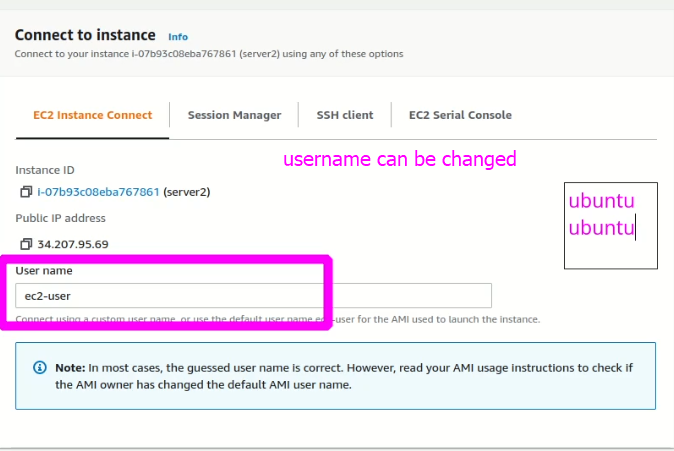 Connect to instance Info
Connect to your instance i-07b93c08eba767861 (server2) using any of these options
EC2 Instance Connect Session Manager SSH client EC2 Serial Console
username can be changed
Instance ID
i-07b93c08eba767861 (server2)
ubuntu
ubuntu
Public IP address
34.207.95.69
User name
ec2-user
Connect using a custom user name, or use the default user name ec2-user for the AMI used to launch the instance.
Note: In most cases, the guessed user name is correct. However, read your AMI usage instructions to check if
the AMI owner has changed the default AMI user name.